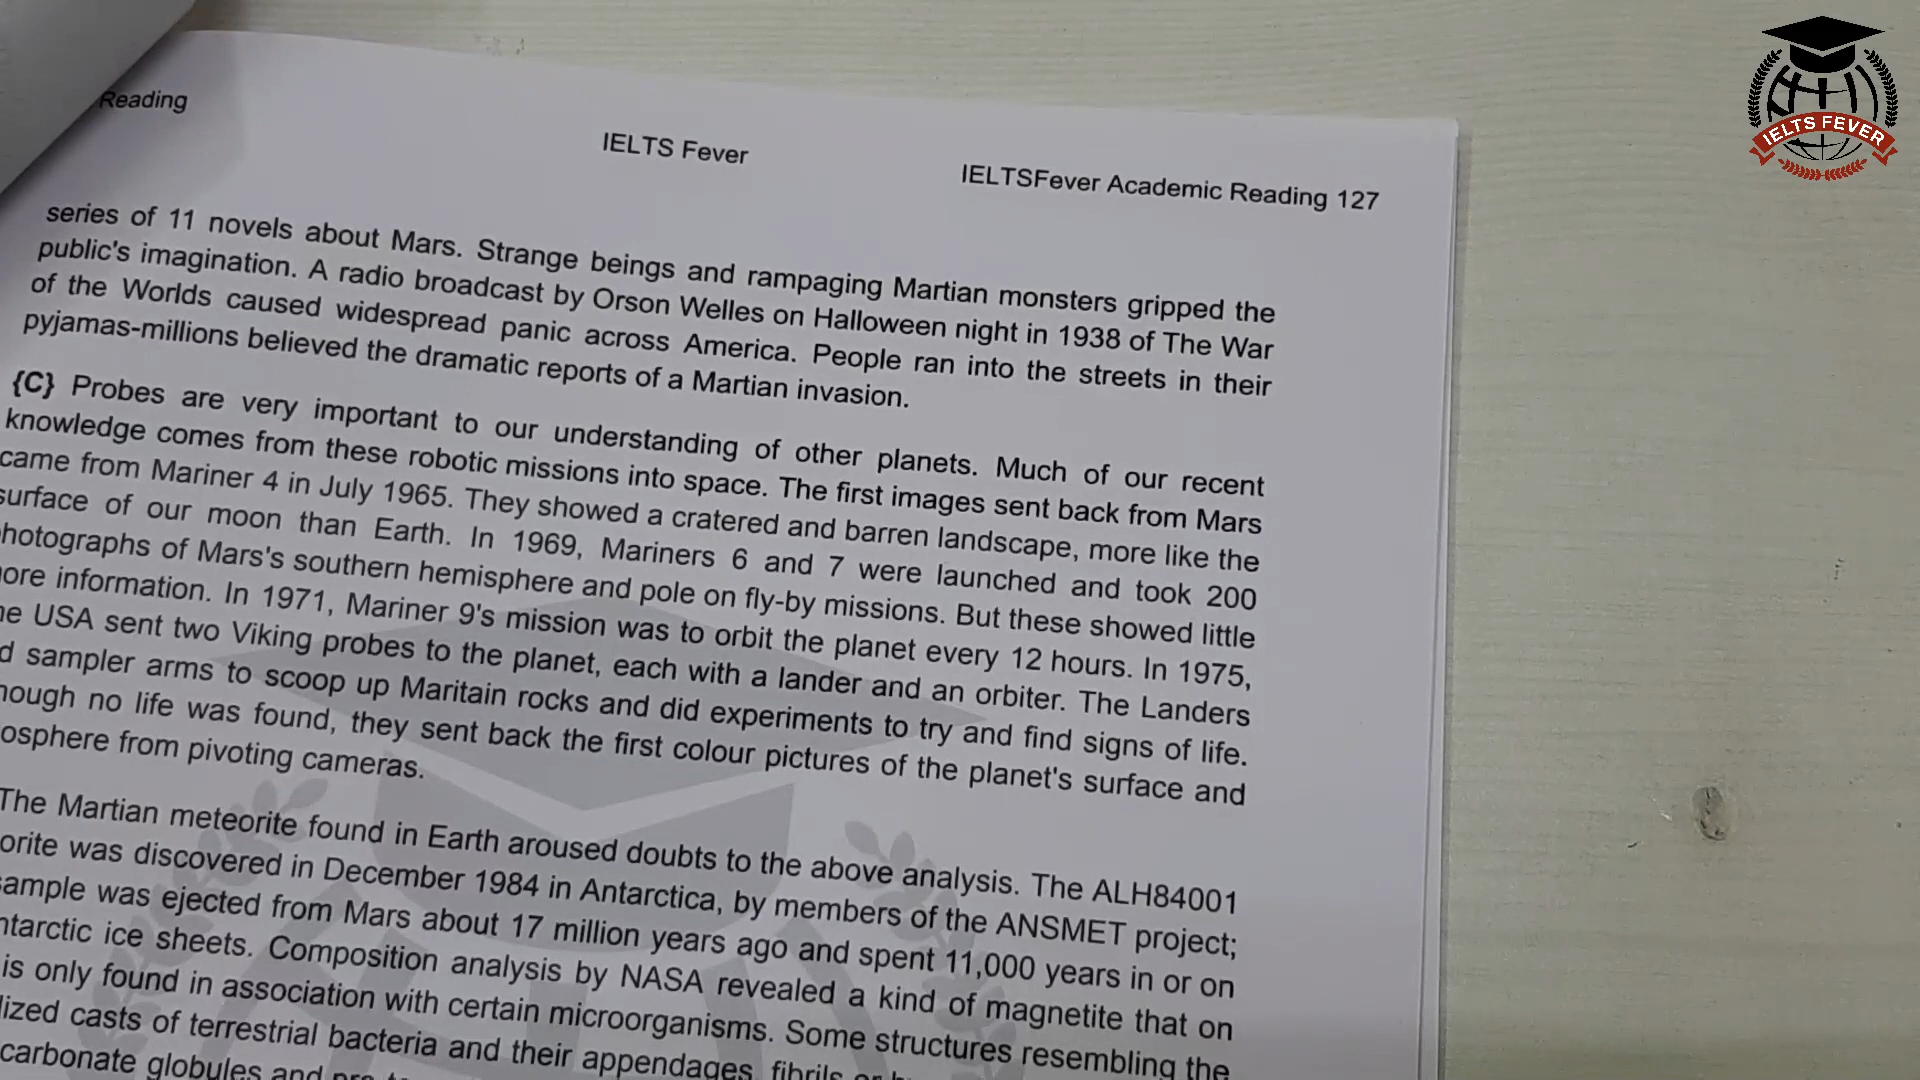 Reading
IELTS Fever
IELTSFever Academic Reading 127
IELTS FEVER
series of 11 novels about Mars. Strange beings and rampaging Martian monsters gripped the
public's imagination. A radio broadcast by Orson Welles on Halloween night in 1938 of The War
of the Worlds caused widespread panic across America. People ran into the streets in their
pyjamas-millions believed the dramatic reports of a Martian invasion.
{C} Probes are very important to our understanding of other planets. Much of our recent
knowledge comes from these robotic missions into space. The first images sent back from Mars
came from Mariner 4 in July 1965. They showed a cratered and barren landscape, more like the
surface of our moon than Earth. In 1969, Mariners 6 and 7 were launched and took 200
hotographs of Mars's southern hemisphere and pole on fly-by missions. But these showed little
ore information. In 1971, Mariner 9's mission was to orbit the planet every 12 hours. In 1975,
he USA sent two Viking probes to the planet, each with a lander and an orbiter. The Landers
d sampler arms to scoop up Maritain rocks and did experiments to try and find signs of life.
hough no life was found, they sent back the first colour pictures of the planet's surface and
osphere from pivoting cameras.
The Martian meteorite found in Earth aroused doubts to the above analysis. The ALH84001
orite was discovered in December 1984 in Antarctica, by members of the ANSMET project;
sample was ejected from Mars about 17 million years ago and spent 11,000 years in or on
ntarctic ice sheets. Composition analysis by NASA revealed a kind of magnetite that on
is only found in association with certain microorganisms. Some structures resembling the
lized casts of terrestrial bacteria and their appendages fibrils
carbonate globules and